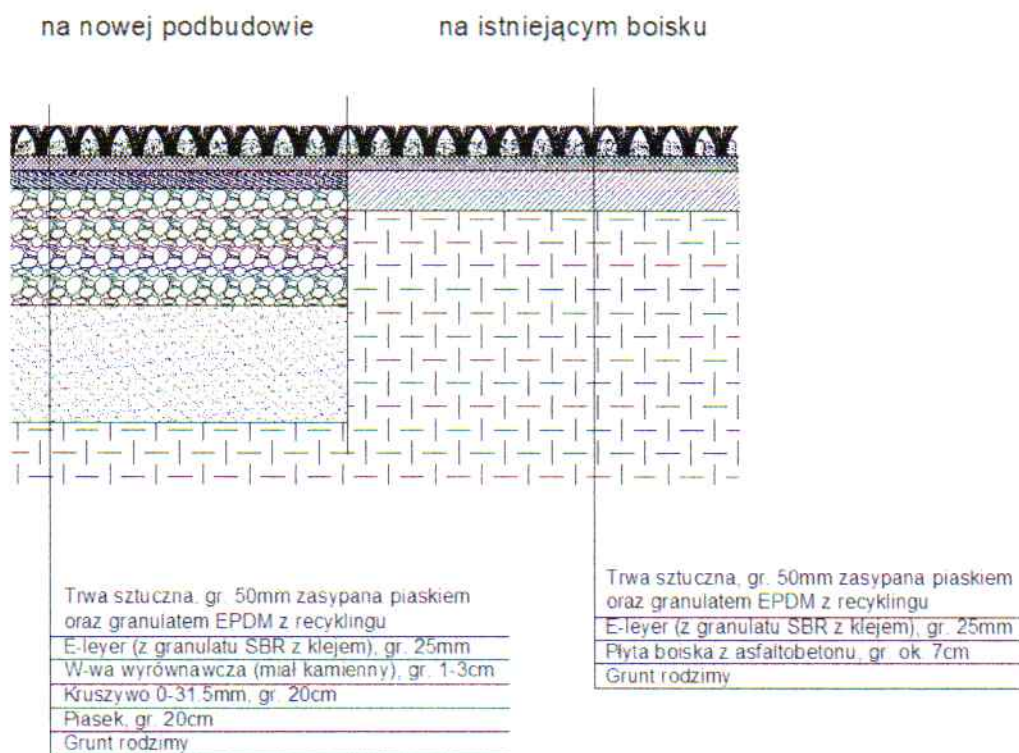 na nowej podbudowie
na istniejącym boisku
Trwa sztuczna, gr. 50mm zasypana piaskiem
oraz granulatem EPDM z recyklingu
E-leyer (z granulatu SBR z klejem), gr. 25mm
W-wa wyrównawcza (miał kamienny), gr. 1-3cm
Kruszywo 0-31.5mm, gr. 20cm
Piasek, gr. 20cm
Grunt rodzimy
Trwa sztuczna, gr. 50mm zasypana piaskiem
oraz granulatem EPDM z recyklingu
E-leyer (z granulatu SBR z klejem), gr. 25mm
Płyta boiska z asfaltobetonu, gr. ok. 7cm
Grunt rodzimy